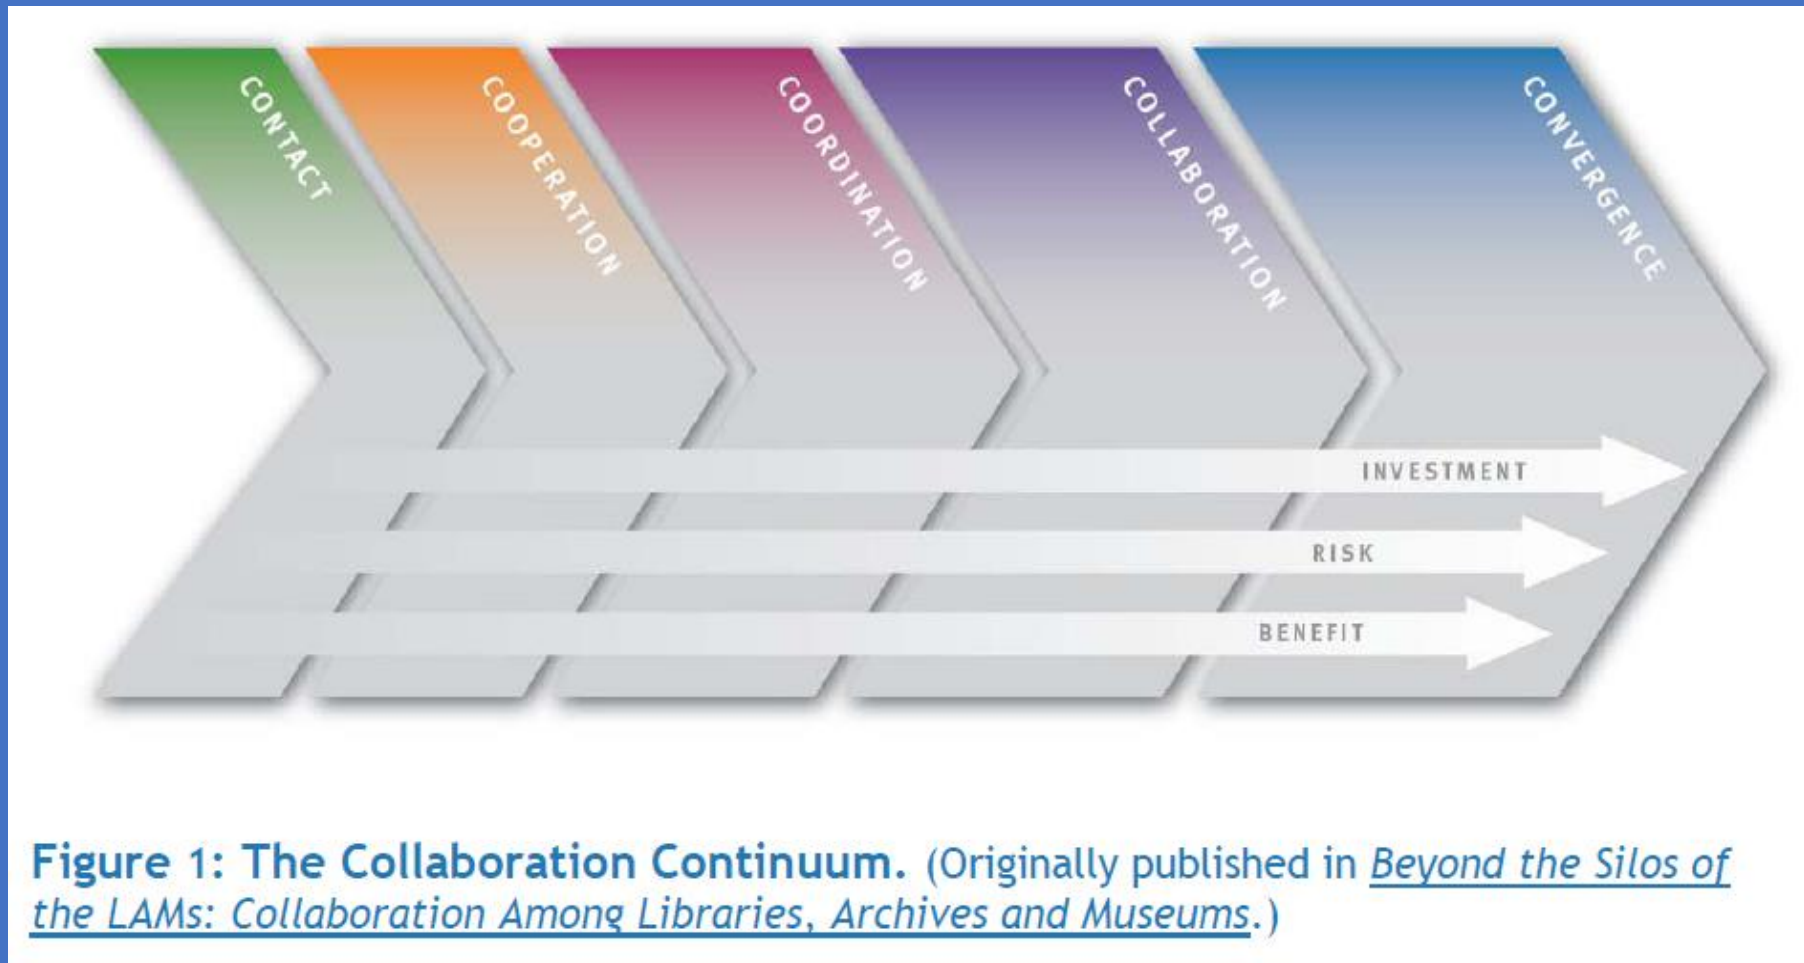 CONTACT
COOPERATION
COORDINATION
COLLABORATION
CONVERGENCE
INVESTMENT
RISK
BENEFIT
Figure 1: The Collaboration Continuum. (Originally published in Beyond the Silos of
the LAMs: Collaboration Among Libraries, Archives and Museums.)